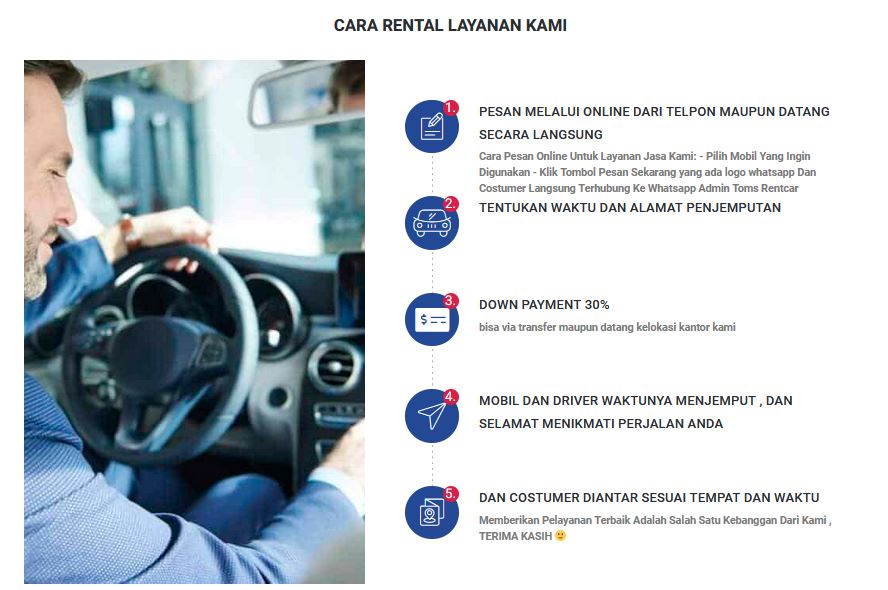 CARA RENTAL LAYANAN KAMI
1.
PESAN MELALUI ONLINE DARI TELPON MAUPUN DATANG
SECARA LANGSUNG
Cara Pesan Online Untuk Layanan Jasa Kami: - Pilih Mobil Yang Ingin
Digunakan - Klik Tombol Pesan Sekarang yang ada logo whatsapp Dan
Costumer Langsung Terhubung Ke Whatsapp Admin Toms Rentcar
2.
TENTUKAN WAKTU DAN ALAMAT PENJEMPUTAN
3.
$
DOWN PAYMENT 30%
bisa via transfer maupun datang kelokasi kantor kami
4.
MOBIL DAN DRIVER WAKTUNYA MENJEMPUT , DAN
SELAMAT MENIKMATI PERJALAN ANDA
5.
DAN COSTUMER DIANTAR SESUAI TEMPAT DAN WAKTU
Memberikan Pelayanan Terbaik Adalah Salah Satu Kebanggan Dari Kami ,
TERIMA KASIH 🙂